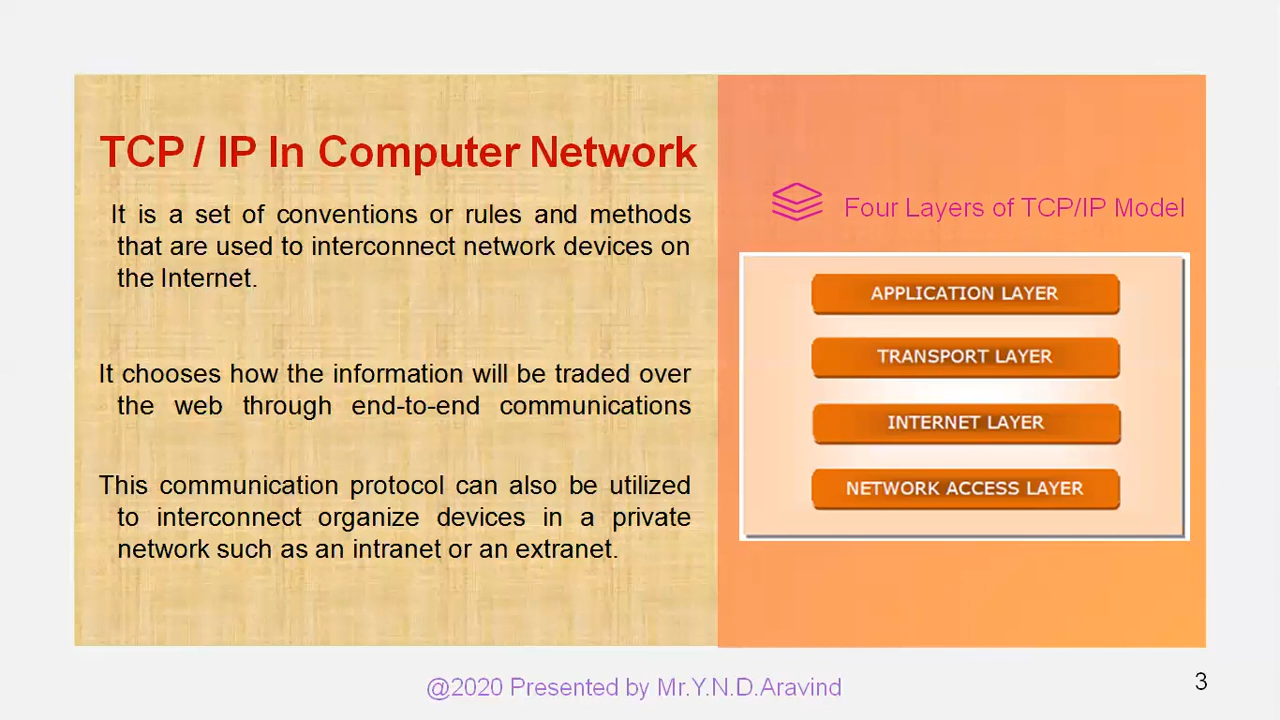 TCP / IP In Computer Network
It is a set of conventions or rules and methods
that are used to interconnect network devices on
the Internet.
It chooses how the information will be traded over
the web through end-to-end communications
This communication protocol can also be utilized
to interconnect organize devices in a private
network such as an intranet or an extranet.
Four Layers of TCP/IP Model
APPLICATION LAYER
TRANSPORT LAYER
INTERNET LAYER
NETWORK ACCESS LAYER
@2020 Presented by Mr.Y.N.D.Aravind
3